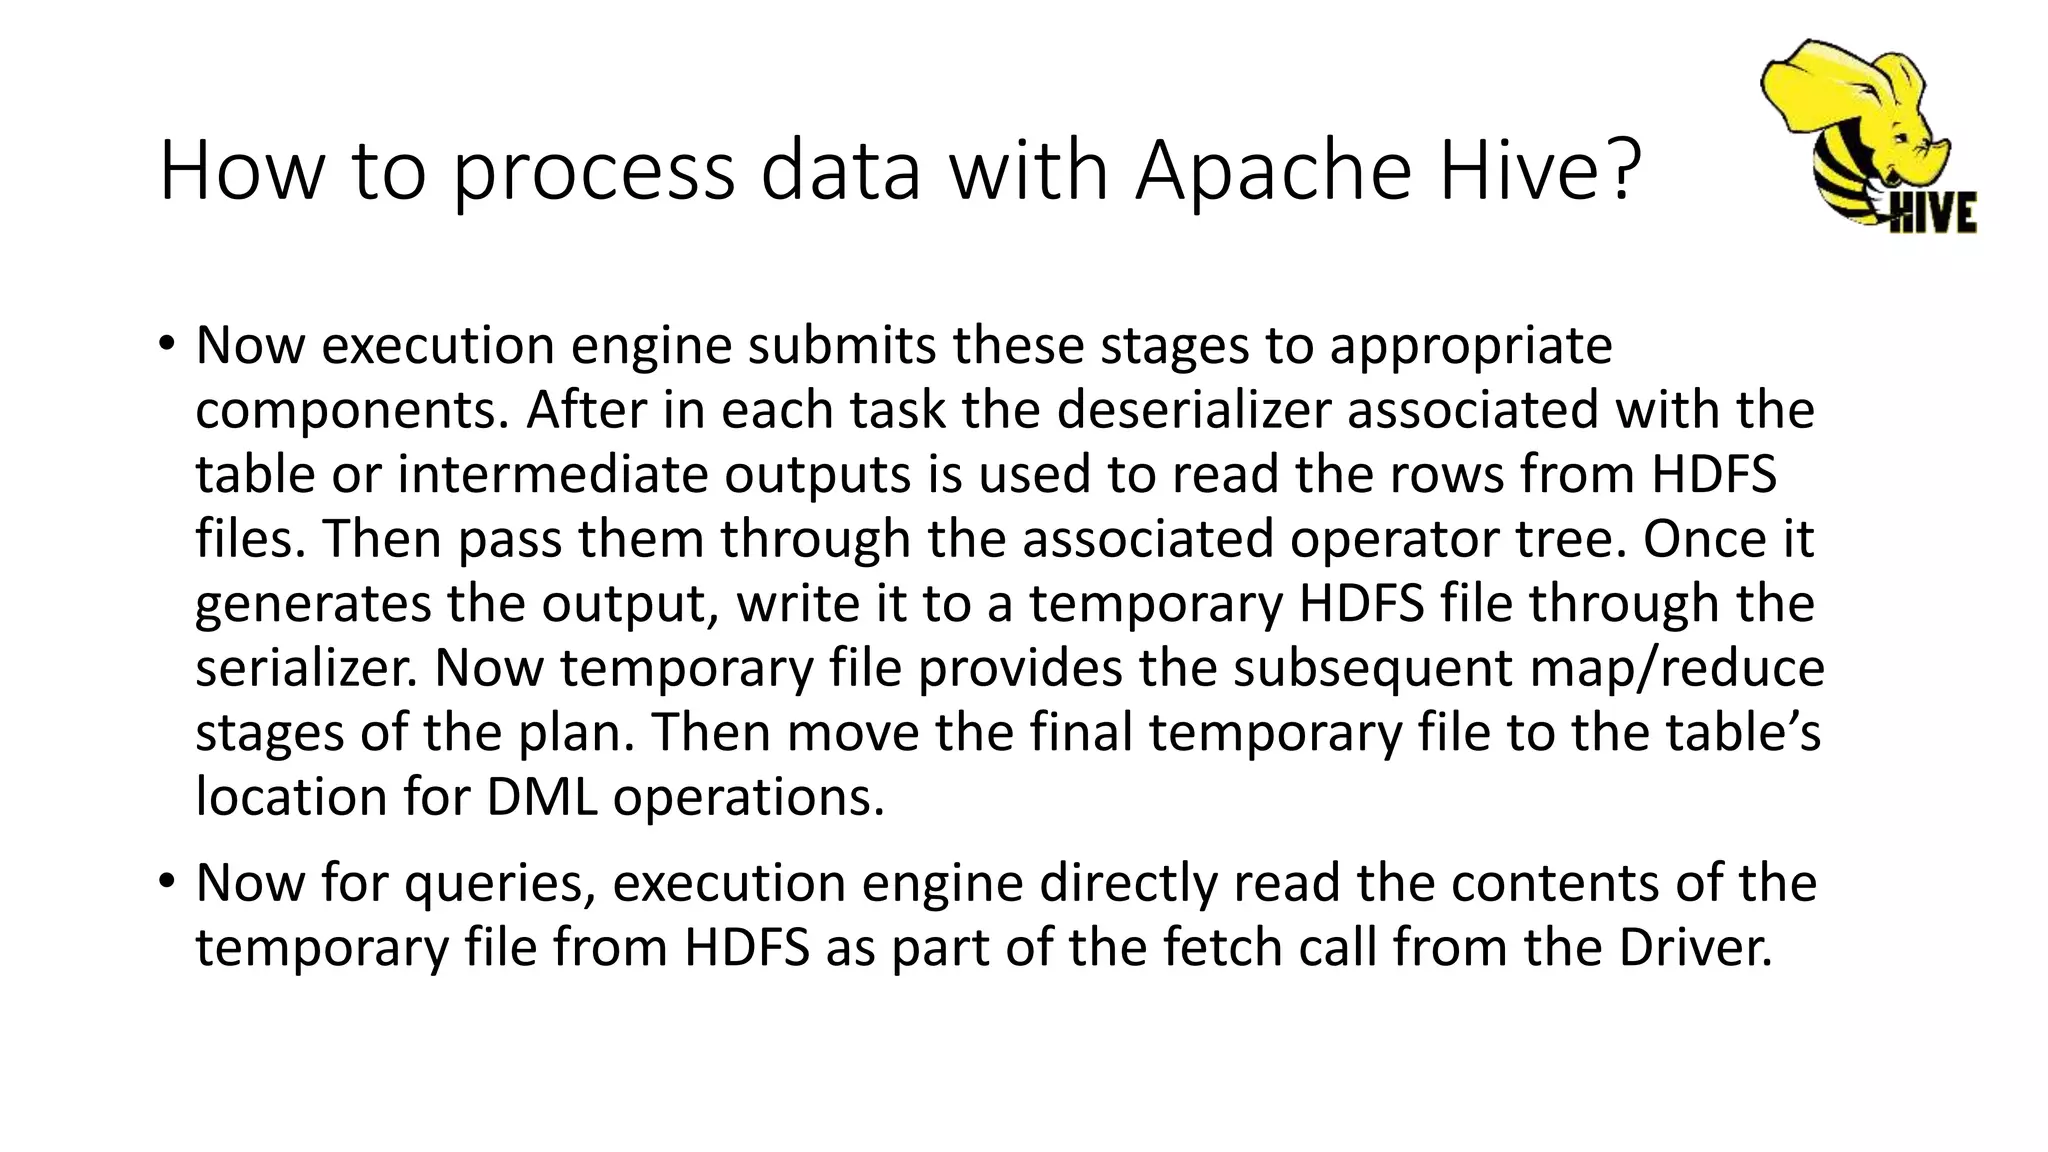 How to process data with Apache Hive?
HIVE
• Now execution engine submits these stages to appropriate
components. After in each task the deserializer associated with the
table or intermediate outputs is used to read the rows from HDFS
files. Then pass them through the associated operator tree. Once it
generates the output, write it to a temporary HDFS file through the
serializer. Now temporary file provides the subsequent map/reduce
stages of the plan. Then move the final temporary file to the table’s
location for DML operations.
• Now for queries, execution engine directly read the contents of the
temporary file from HDFS as part of the fetch call from the Driver.